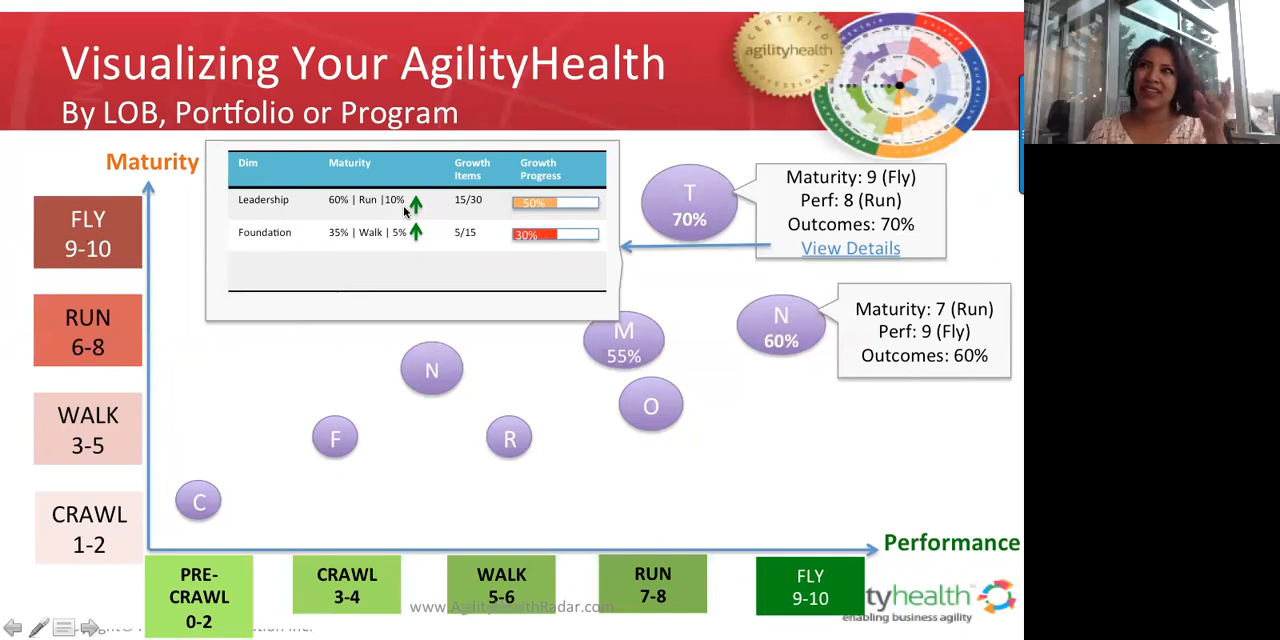 Visualizing Your AgilityHealth
By LOB, Portfolio or Program
CERTIFIED
agilityhealth
Maturity
Dim Maturity Growth Items Growth Progress
Leadership 60% | Run |10% 15/30 50%
Foundation 35% | Walk | 5% 5/15 30%
T
70%
Maturity: 9 (Fly)
Perf: 8 (Run)
Outcomes: 70%
View Details
FLY
9-10
RUN
6-8
M
55%
N
60%
Maturity: 7 (Run)
Perf: 9 (Fly)
Outcomes: 60%
N
O
WALK
3-5
F
R
C
CRAWL
1-2
Performance
PRE-
CRAWL
0-2
CRAWL
3-4
WALK
5-6
RUN
7-8
FLY
9-10
www.AgilityHealthRadar.com
tyhealth
enabling business agility